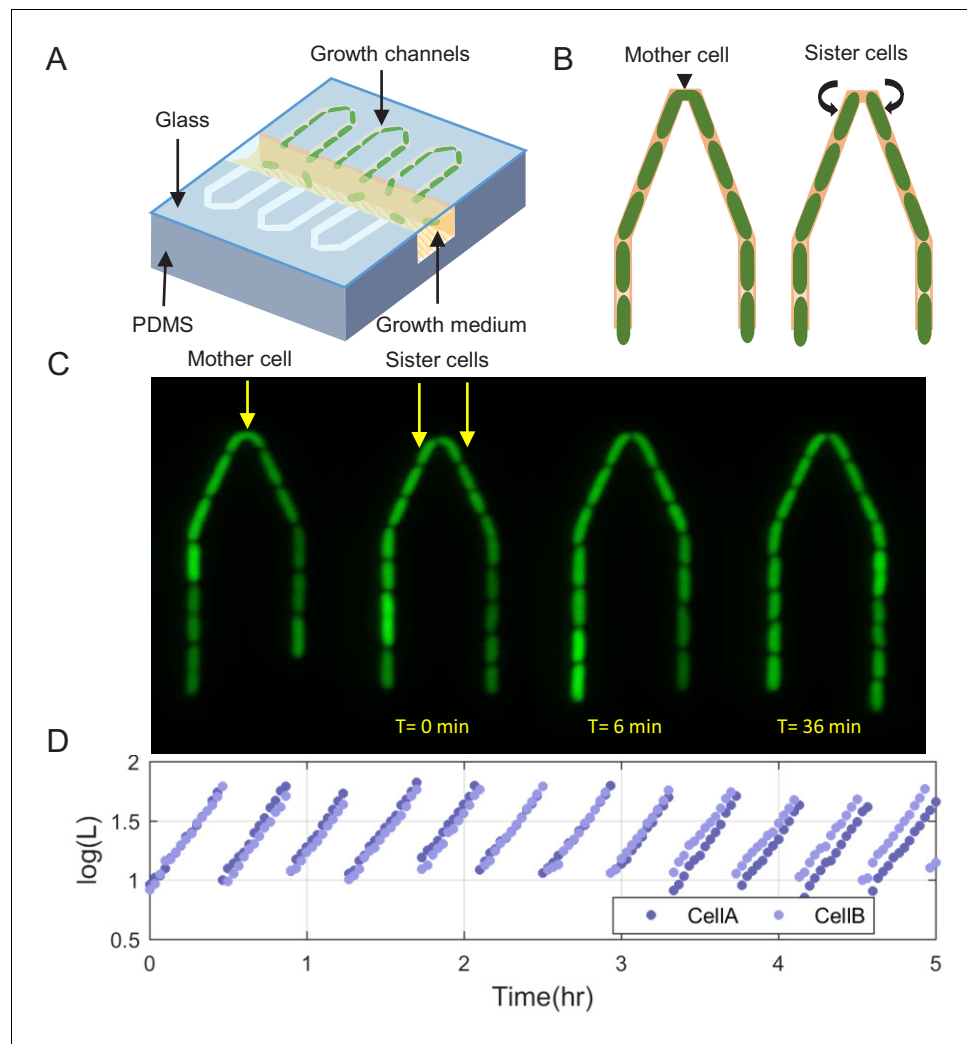 A
Growth channels
Glass
PDMS
Growth medium
B
Mother cell
Sister cells
C
Mother cell
Sister cells
T= 0 min
T= 6 min
T= 36 min
D
2
1.5
1
0.5
log(L)
CellA
CellB
0
1
2
3
4
5
Time(hr)